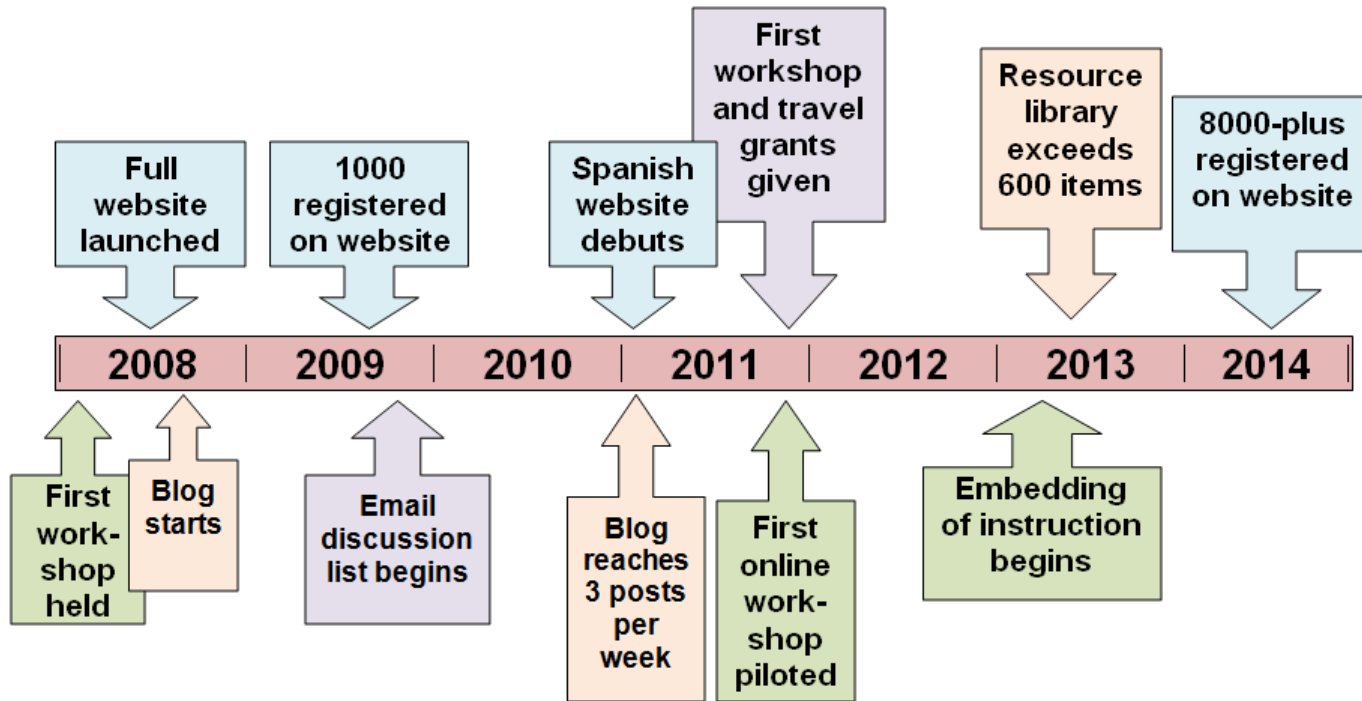 Full
website
launched
1000
registered
on website
Spanish
website
debuts
First
workshop
and travel
grants
given
Resource
library
exceeds
600 items
8000-plus
registered
on website
2008 2009 2010 2011 2012 2013 2014
First
work-
shop
held
Blog
starts
Email
discussion
list begins
Blog
reaches
3 posts
per
week
First
online
work-
shop
piloted
Embedding
of instruction
begins